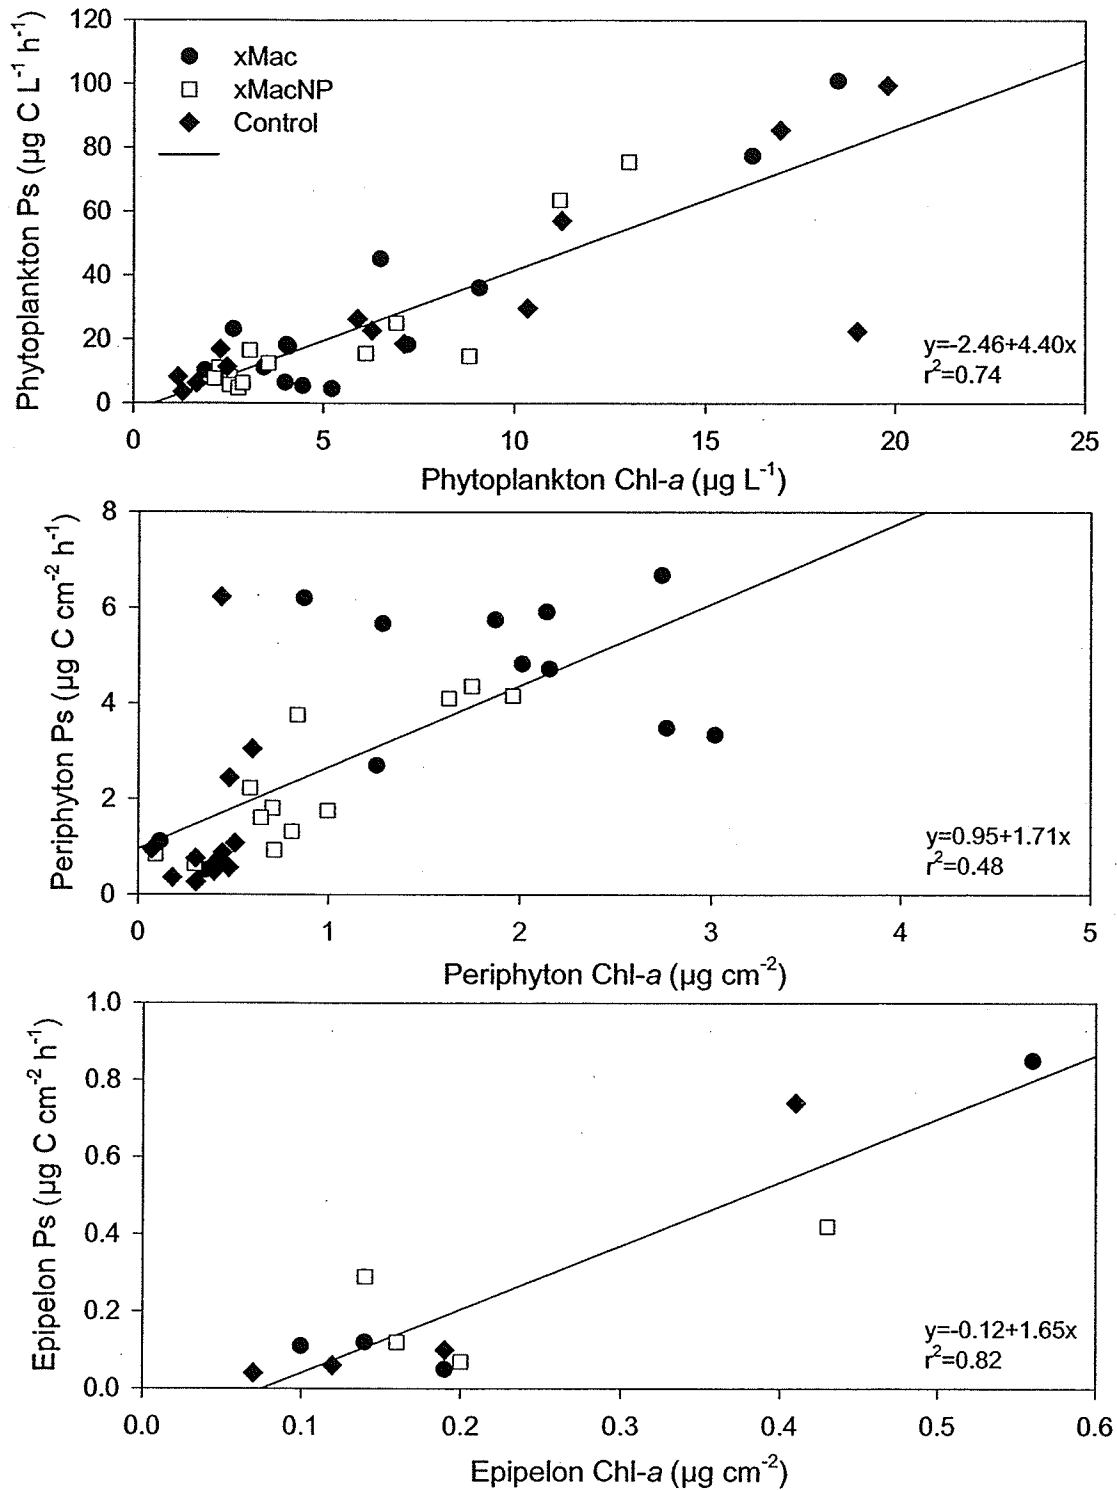 120
100
80
60
40
20
0
Phytoplankton Ps (µg C L⁻¹ h⁻¹)
xMac
xMacNP
Control
y=-2.46+4.40x
r²=0.74
0 5 10 15 20 25
Phytoplankton Chl-a (µg L⁻¹)
8
6
4
2
0
Periphyton Ps (µg C cm⁻² h⁻¹)
y=0.95+1.71x
r²=0.48
0 1 2 3 4 5
Periphyton Chl-a (µg cm⁻²)
1.0
0.8
0.6
0.4
0.2
0.0
Epipelon Ps (µg C cm⁻² h⁻¹)
y=-0.12+1.65x
r²=0.82
0.0 0.1 0.2 0.3 0.4 0.5 0.6
Epipelon Chl-a (µg cm⁻²)